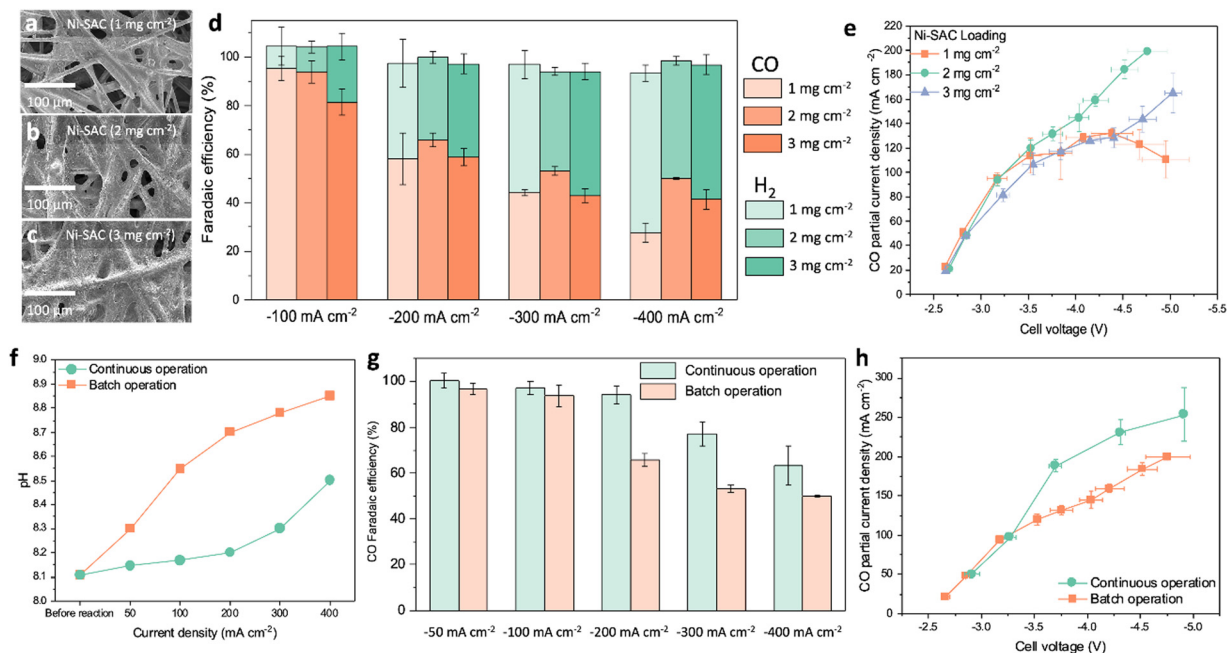 a
Ni-SAC (1 mg cm⁻²)
100 µm
b
Ni-SAC (2 mg cm⁻²)
100 µm
c
Ni-SAC (3 mg cm⁻²)
100 µm
d
Faradaic efficiency (%)
100
80
60
40
20
0
-100 mA cm⁻²
-200 mA cm⁻²
-300 mA cm⁻²
-400 mA cm⁻²
CO
1 mg cm⁻²
2 mg cm⁻²
3 mg cm⁻²
H₂
1 mg cm⁻²
2 mg cm⁻²
3 mg cm⁻²
e
Ni-SAC Loading
1 mg cm⁻²
2 mg cm⁻²
3 mg cm⁻²
CO partial current density (mA cm⁻²)
200
180
160
140
120
100
80
60
40
20
0
-2.5
-3.0
-3.5
-4.0
-4.5
-5.0
-5.5
Cell voltage (V)
f
Continuous operation
Batch operation
pH
9.0
8.8
8.7
8.6
8.5
8.4
8.3
8.2
8.1
8.0
Before reaction
50
100
200
300
400
Current density (mA cm⁻²)
g
Continuous operation
Batch operation
CO Faradaic efficiency (%)
100
80
60
40
20
0
-50 mA cm⁻²
-100 mA cm⁻²
-200 mA cm⁻²
-300 mA cm⁻²
-400 mA cm⁻²
h
CO partial current density (mA cm⁻²)
300
250
200
150
100
50
0
Continuous operation
Batch operation
-2.5
-3.0
-3.5
-4.0
-4.5
-5.0
Cell voltage (V)